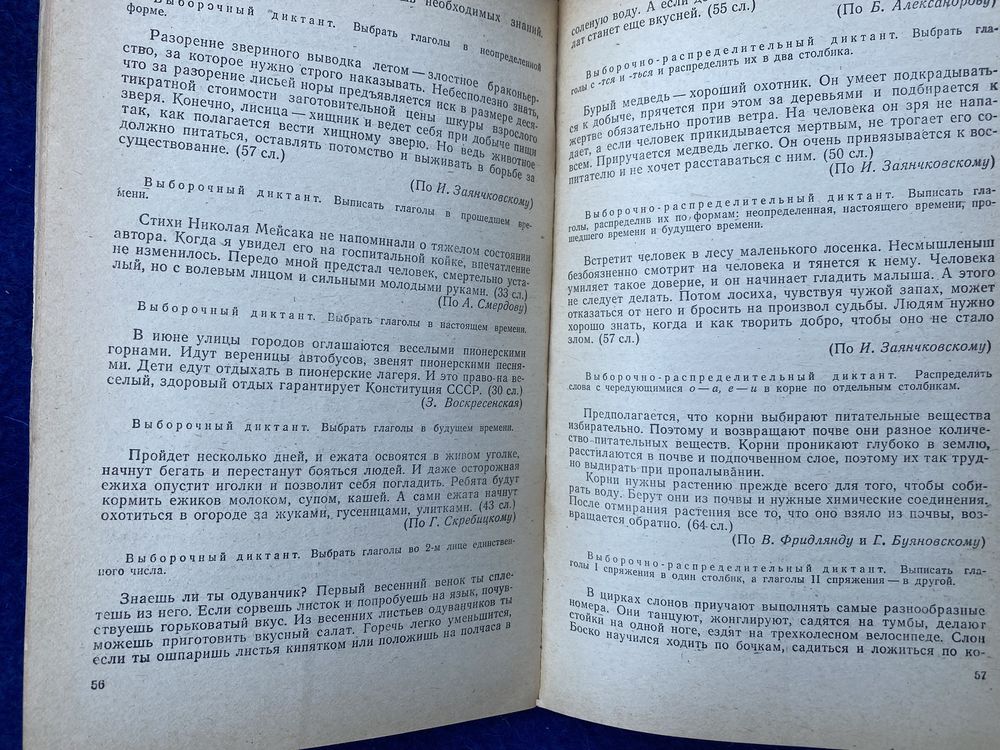 необходимых знаний.
Выборочный диктант. Выбрать глаголы в неопределенной
форме.
Разорение звериного выводка летом — злостное браконьер-
ство, за которое нужно строго наказывать. Небесполезно знать,
что за разорение лисьей норы предъявляется иск в размере деся-
тикратной стоимости заготовительной цены шкуры взрослого
зверя. Конечно, лисица — хищник и ведет себя при добыче пищи
так, как полагается вести хищному зверю. Но ведь животное
должно питаться, оставлять потомство и выживать в борьбе за
существование. (57 сл.)
(По И. Заянчковскому)
Выборочный диктант. Выписать глаголы в прошедшем вре-
мени.
Стихи Николая Мейсака не напоминали о тяжелом состоянии
автора. Когда я увидел его на госпитальной койке, впечатление
не изменилось. Передо мной предстал человек, смертельно уста-
лый, но с волевым лицом и сильными молодыми руками. (33 сл.)
(По А. Смердову)
Выборочный диктант. Выбрать глаголы в настоящем времени.
В июне улицы городов оглашаются веселыми пионерскими
горнами. Идут вереницы автобусов, звенят пионерскими песня-
ми. Дети едут отдыхать в пионерские лагеря. И это право на ве-
селый, здоровый отдых гарантирует Конституция СССР. (30 сл.)
(З. Воскресенская)
Выборочный диктант. Выбрать глаголы в будущем времени.
Пройдет несколько дней, и ежата освоятся в живом уголке,
начнут бегать и перестанут бояться людей. И даже осторожная
ежиха опустит иголки и позволит себя погладить. Ребята будут
кормить ежиков молоком, супом, кашей. А сами ежата начнут
охотиться в огороде за жуками, гусеницами, улитками. (43 сл.)
(По Г. Скребицкому)
Выборочный диктант. Выбрать глаголы во 2-м лице единствен-
ного числа.
Знаешь ли ты одуванчик? Первый весенний венок ты спле-
тешь из него. Если сорвешь листок и попробуешь на язык, почув-
ствуешь горьковатый вкус. Из весенних листьев одуванчиков ты
можешь приготовить вкусный салат. Горечь легко уменьшится,
если ты ошпаришь листья кипятком или положишь на полчаса в
56
соленую воду. А если
лат станет еще вкусней. (55 сл.)
(По Б. Александрову)
Выборочно-распределительный диктант. Выбрать гла-
голы с -тся и -ться и распределить их в два столбика.
Бурый медведь — хороший охотник. Он умеет подкрадывать-
ся к добыче, прячется при этом за деревьями и подбирается к
жертве обязательно против ветра. На человека он зря не напа-
дает, а если человек прикидывается мертвым, не трогает его со-
всем. Приручается медведь легко. Он очень привязывается к вос-
питателю и не хочет расставаться с ним. (50 сл.)
(По И. Заянчковскому)
Выборочно-распределительный диктант. Выписать гла-
голы, распределив их по формам: неопределенная, настоящего времени, про-
шедшего времени и будущего времени.
Встретит человек в лесу маленького лосенка. Несмышленыш
безбоязненно смотрит на человека и тянется к нему. Человека
умиляет такое доверие, и он начинает гладить малыша. А этого
не следует делать. Потом лосиха, чувствуя чужой запах, может
отказаться от него и бросить на произвол судьбы. Людям нужно
хорошо знать, когда и как творить добро, чтобы оно не стало
злом. (57 сл.)
(По И. Заянчковскому)
Выборочно-распределительный диктант. Распределить
слова с чередующимися о — а, е — и в корне по отдельным столбикам.
Предполагается, что корни выбирают питательные вещества
избирательно. Поэтому и возвращают почве они разное количе-
ство питательных веществ. Корни проникают глубоко в землю,
расстилаются в почве и подпочвенном слое, поэтому их так труд-
но выдирать при пропалывании.
Корни нужны растению прежде всего для того, чтобы соби-
рать воду. Берут они из почвы и нужные химические соединения.
После отмирания растения все то, что оно взяло из почвы, воз-
вращается обратно. (64 сл.)
(По В. Фридлянду и Г. Буяновскому)
Выборочно-распределительный диктант. Выписать гла-
голы I спряжения в один столбик, а глаголы II спряжения — в другой.
В цирках слонов приучают выполнять самые разнообразные
номера. Они танцуют, жонглируют, садятся на тумбы, делают
стойки на одной ноге, ездят на трехколесном велосипеде. Слон
Боско научился ходить по бочкам, садиться и ложиться по ко-
57